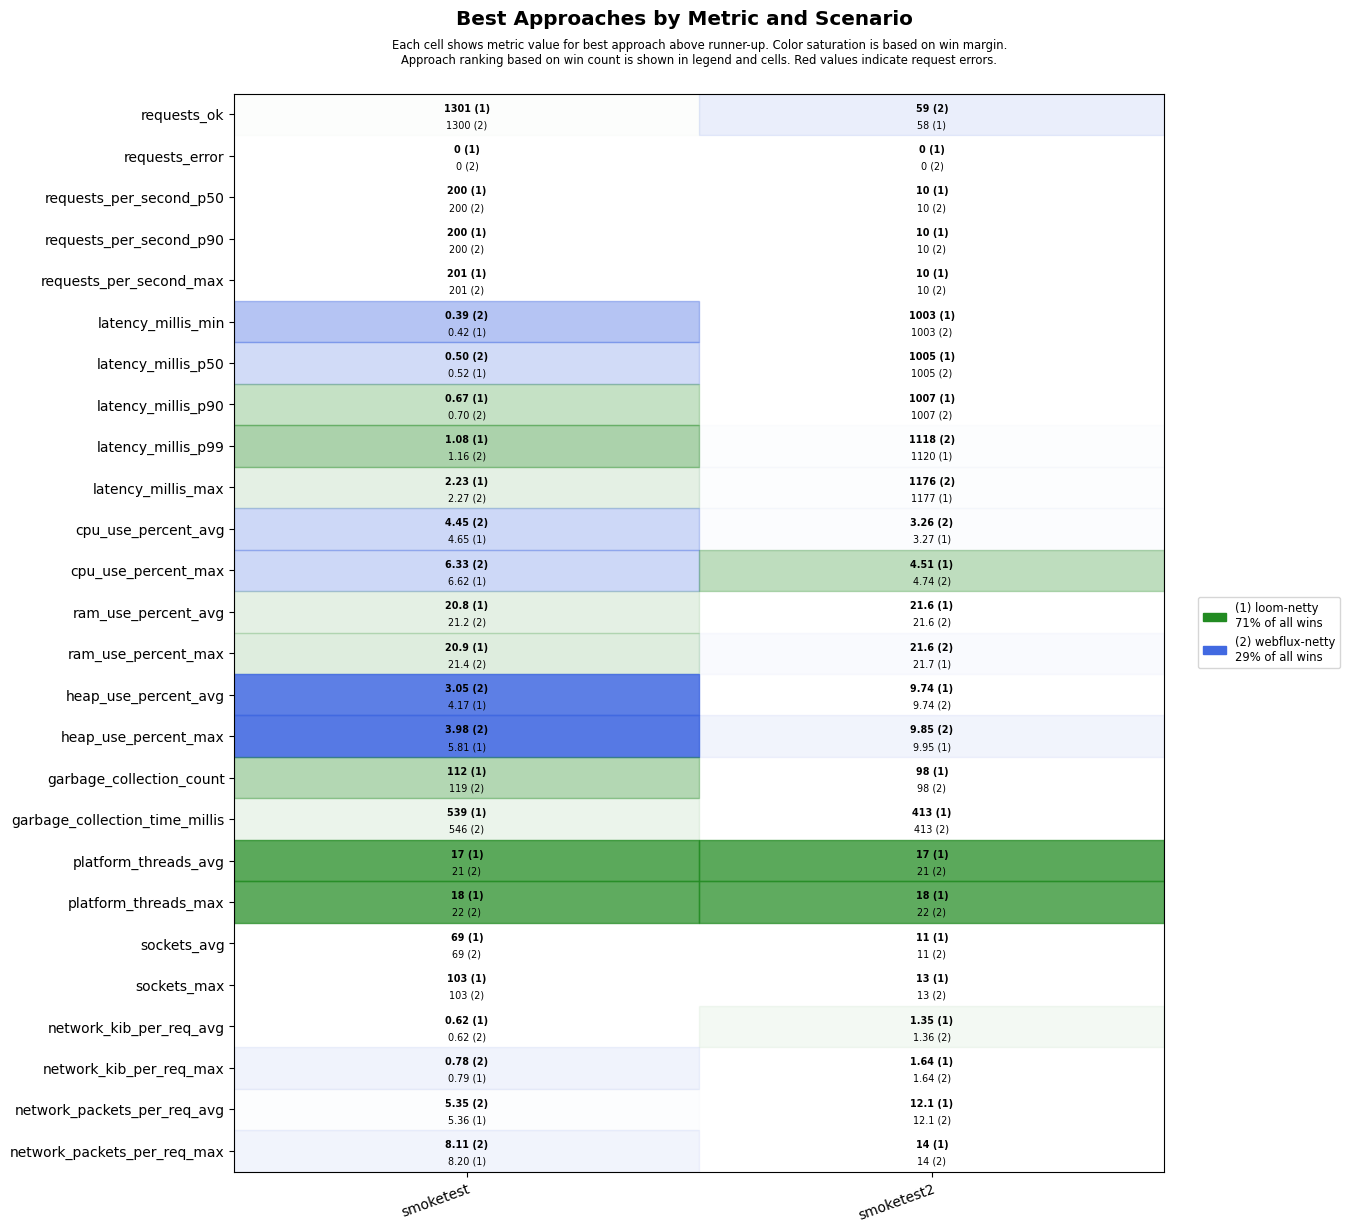 Best Approaches by Metric and Scenario
Each cell shows metric value for best approach above runner-up. Color saturation is based on win margin.
Approach ranking based on win count is shown in legend and cells. Red values indicate request errors.
requests_ok
1301 (1)
1300 (2)
59 (2)
58 (1)
requests_error
0 (1)
0 (2)
0 (1)
0 (2)
requests_per_second_p50
200 (1)
200 (2)
10 (1)
10 (2)
requests_per_second_p90
200 (1)
200 (2)
10 (1)
10 (2)
requests_per_second_max
201 (1)
201 (2)
10 (1)
10 (2)
latency_millis_min
0.39 (2)
0.42 (1)
1003 (1)
1003 (2)
latency_millis_p50
0.50 (2)
0.52 (1)
1005 (1)
1005 (2)
latency_millis_p90
0.67 (1)
0.70 (2)
1007 (1)
1007 (2)
latency_millis_p99
1.08 (1)
1.16 (2)
1118 (2)
1120 (1)
latency_millis_max
2.23 (1)
2.27 (2)
1176 (2)
1177 (1)
cpu_use_percent_avg
4.45 (2)
4.65 (1)
3.26 (2)
3.27 (1)
cpu_use_percent_max
6.33 (2)
6.62 (1)
4.51 (1)
4.74 (2)
ram_use_percent_avg
20.8 (1)
21.2 (2)
21.6 (1)
21.6 (2)
ram_use_percent_max
20.9 (1)
21.4 (2)
21.6 (2)
21.7 (1)
heap_use_percent_avg
3.05 (2)
4.17 (1)
9.74 (1)
9.74 (2)
heap_use_percent_max
3.98 (2)
5.81 (1)
9.85 (2)
9.95 (1)
garbage_collection_count
112 (1)
119 (2)
98 (1)
98 (2)
garbage_collection_time_millis
539 (1)
546 (2)
413 (1)
413 (2)
platform_threads_avg
17 (1)
21 (2)
17 (1)
21 (2)
platform_threads_max
18 (1)
22 (2)
18 (1)
22 (2)
sockets_avg
69 (1)
69 (2)
11 (1)
11 (2)
sockets_max
103 (1)
103 (2)
13 (1)
13 (2)
network_kib_per_req_avg
0.62 (1)
0.62 (2)
1.35 (1)
1.36 (2)
network_kib_per_req_max
0.78 (2)
0.79 (1)
1.64 (1)
1.64 (2)
network_packets_per_req_avg
5.35 (2)
5.36 (1)
12.1 (1)
12.1 (2)
network_packets_per_req_max
8.11 (2)
8.20 (1)
14 (1)
14 (2)
smoketest
smoketest2
(1) loom-netty
71% of all wins
(2) webflux-netty
29% of all wins